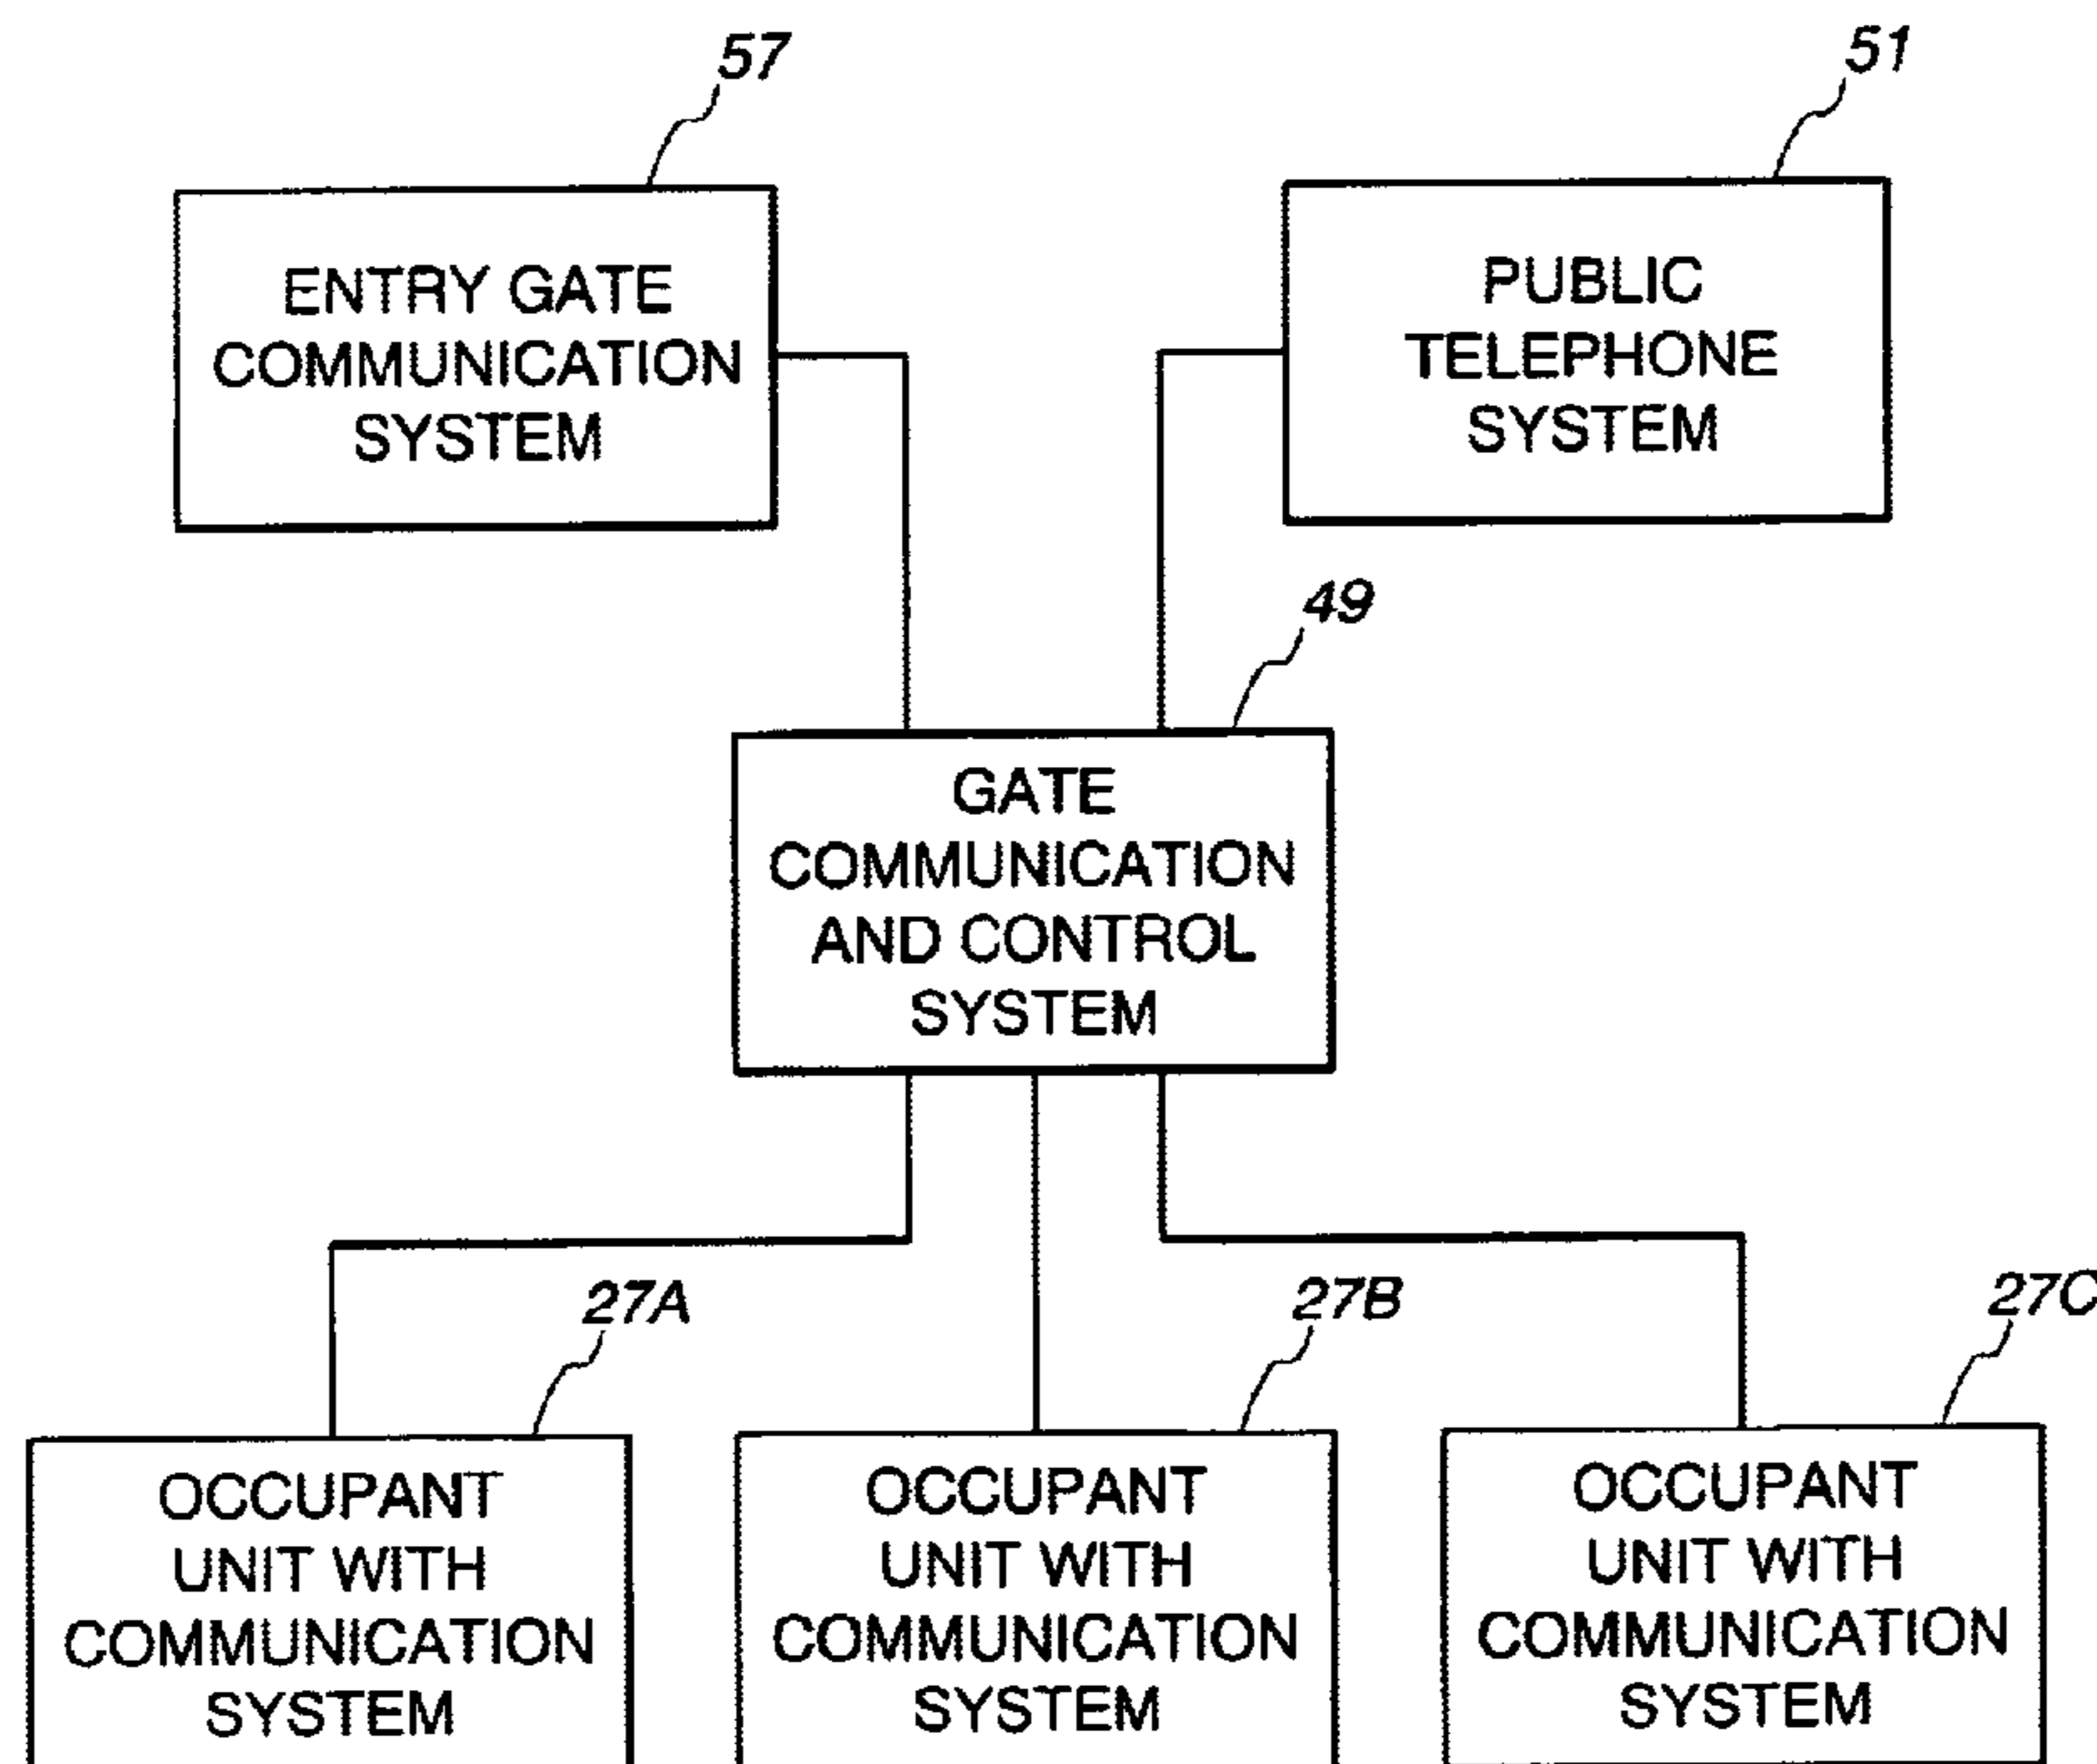 57
51
ENTRY GATE
COMMUNICATION
SYSTEM
PUBLIC
TELEPHONE
SYSTEM
49
GATE
COMMUNICATION
AND CONTROL
SYSTEM
27A
27B
27C
OCCUPANT
UNIT WITH
COMMUNICATION
SYSTEM
OCCUPANT
UNIT WITH
COMMUNICATION
SYSTEM
OCCUPANT
UNIT WITH
COMMUNICATION
SYSTEM